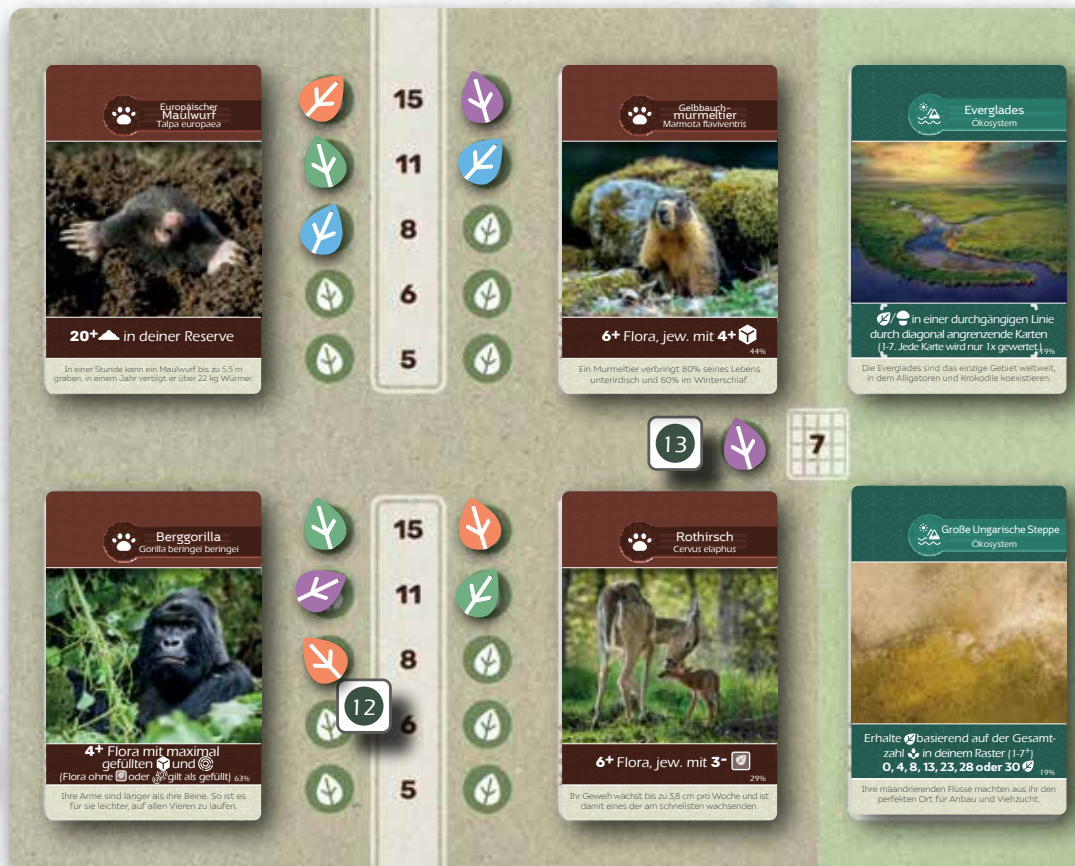 Europäischer
Maulwurf
Talpa europaea
20+ in deiner Reserve
In einer Stunde kann ein Maulwurf bis zu 5,5 m
graben, in einem Jahr vertilgt er über 22 kg Würmer.
15
11
8
6
5
Gelbbauch-
murmeltier
Marmota flaviventris
6+ Flora, jew. mit 4+
44%
Ein Murmeltier verbringt 80% seines Lebens
unterirdisch und 60% im Winterschlaf.
Everglades
Ökosystem
/ in einer durchgängigen Linie
durch diagonal angrenzende Karten
(1-7. Jede Karte wird nur 1x gewertet.)
19%
Die Everglades sind das einzige Gebiet weltweit,
in dem Alligatoren und Krokodile koexistieren.
13
7
Berggorilla
Gorilla beringei beringei
4+ Flora mit maximal
gefüllten und
(Flora ohne oder gilt als gefüllt) 63%
Ihre Arme sind länger als ihre Beine. So ist es
für sie leichter, auf allen Vieren zu laufen.
15
11
8
12
6
5
Rothirsch
Cervus elaphus
6+ Flora, jew. mit 3-
29%
Ihr Geweih wächst bis zu 3,8 cm pro Woche und ist
damit eines der am schnellsten wachsenden.
Große Ungarische Steppe
Ökosystem
Erhalte basierend auf der Gesamt-
zahl in deinem Raster (1-7+)
0, 4, 8, 13, 23, 28 oder 30
19%
Ihre mäandrierenden Flüsse machten aus ihr den
perfekten Ort für Anbau und Viehzucht.